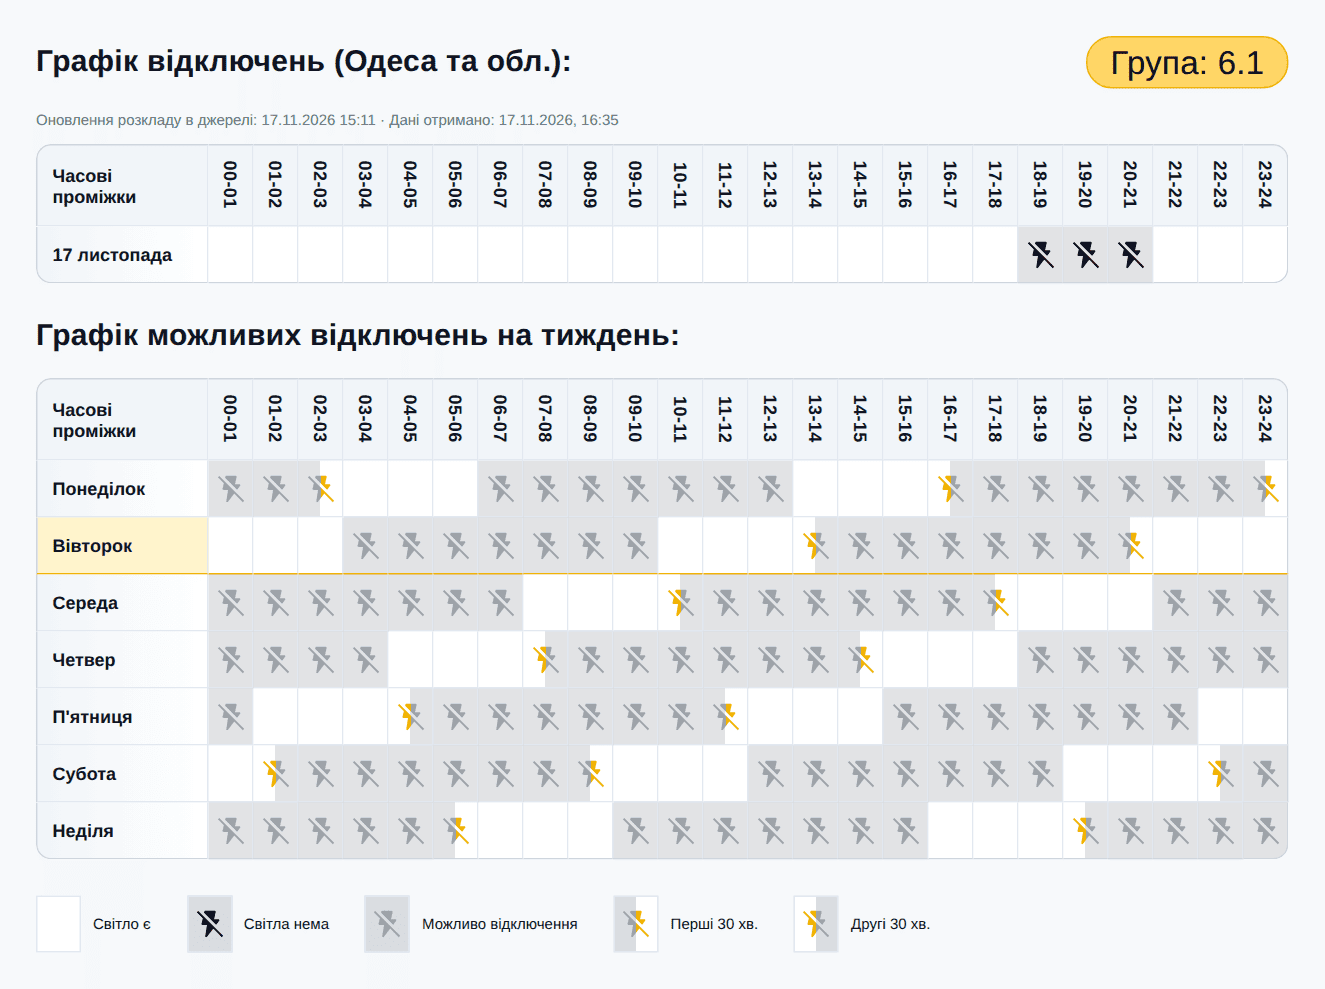 Графік відключень (Одеса та обл.):
Група: 6.1
Оновлення розкладу в джерелі: 17.11.2026 15:11 · Дані отримано: 17.11.2026, 16:35
Часові
проміжки
00-01 01-02 02-03 03-04 04-05 05-06 06-07 07-08 08-09 09-10 10-11 11-12 12-13 13-14 14-15 15-16 16-17 17-18 18-19 19-20 20-21 21-22 22-23 23-24
17 листопада
Графік можливих відключень на тиждень:
Часові
проміжки
00-01 01-02 02-03 03-04 04-05 05-06 06-07 07-08 08-09 09-10 10-11 11-12 12-13 13-14 14-15 15-16 16-17 17-18 18-19 19-20 20-21 21-22 22-23 23-24
Понеділок
Вівторок
Середа
Четвер
П'ятниця
Субота
Неділя
Світло є
Світла нема
Можливо відключення
Перші 30 хв.
Другі 30 хв.